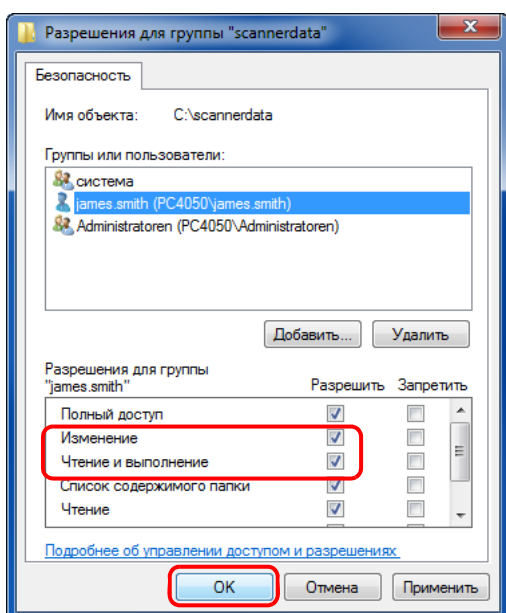 Разрешения для группы "scannerdata"
Безопасность
Имя объекта: C:\scannerdata
Группы или пользователи:
система
james.smith (PC4050\james.smith)
Administratoren (PC4050\Administratoren)
Добавить... Удалить
Разрешения для группы
"james.smith" Разрешить Запретить
Полный доступ
Изменение
Чтение и выполнение
Список содержимого папки
Чтение
Подробнее об управлении доступом и разрешениях
OK Отмена Применить